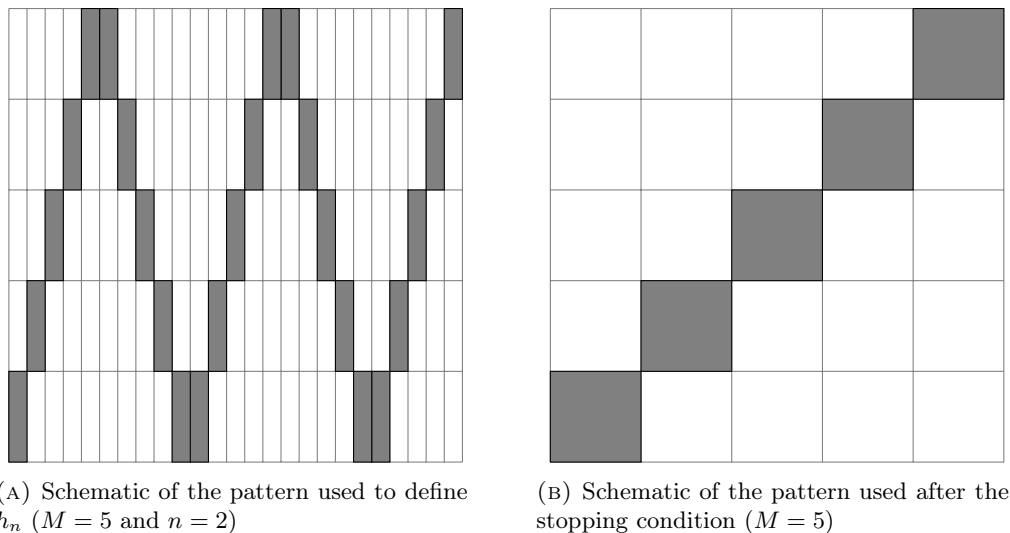 (A) Schematic of the pattern used to define
hₙ (M = 5 and n = 2)
(B) Schematic of the pattern used after the
stopping condition (M = 5)